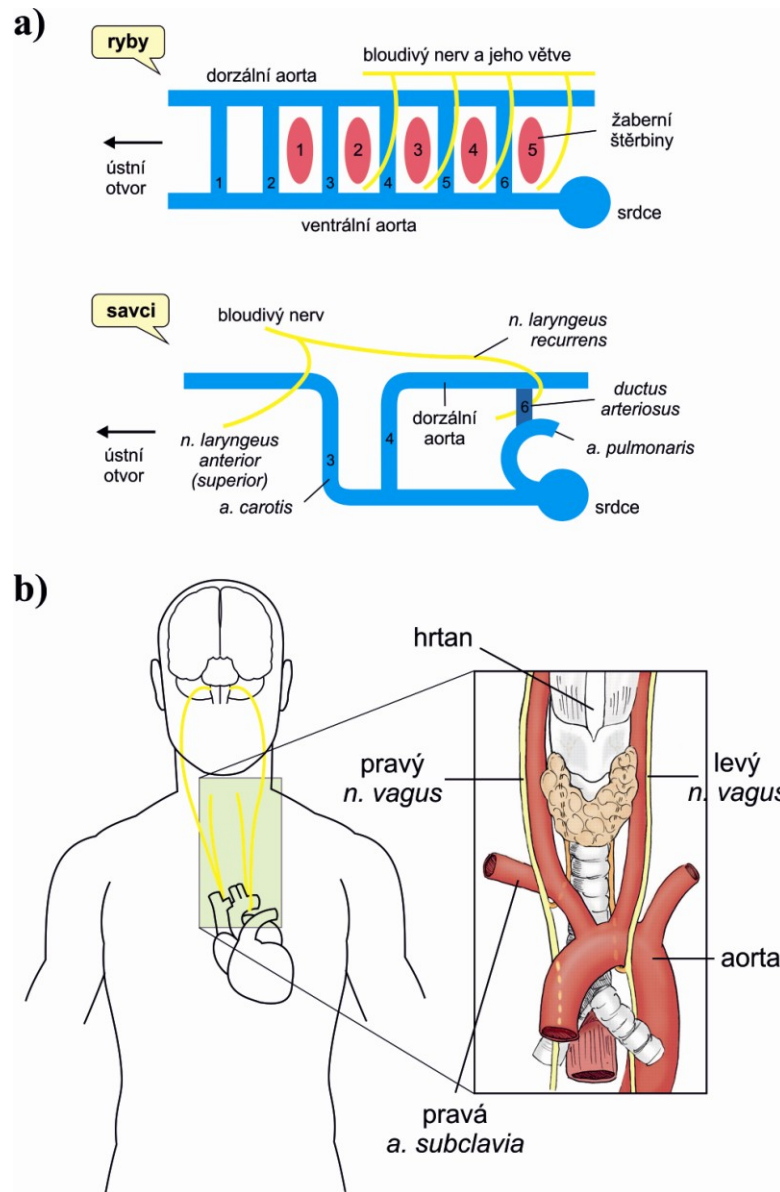 a)
ryby
bloudivý nerv a jeho větve
dorzální aorta
žaberní
štěrbiny
1 2 3 4 5
ústní
otvor
1 2 3 4 5 6
srdce
ventrální aorta
savci
bloudivý nerv
n. laryngeus
recurrens
ductus
arteriosus
6
dorzální
aorta
4
a. pulmonaris
ústní
otvor
n. laryngeus
anterior
(superior)
3
a. carotis
srdce
b)
hrtan
pravý
n. vagus
levý
n. vagus
aorta
pravá
a. subclavia